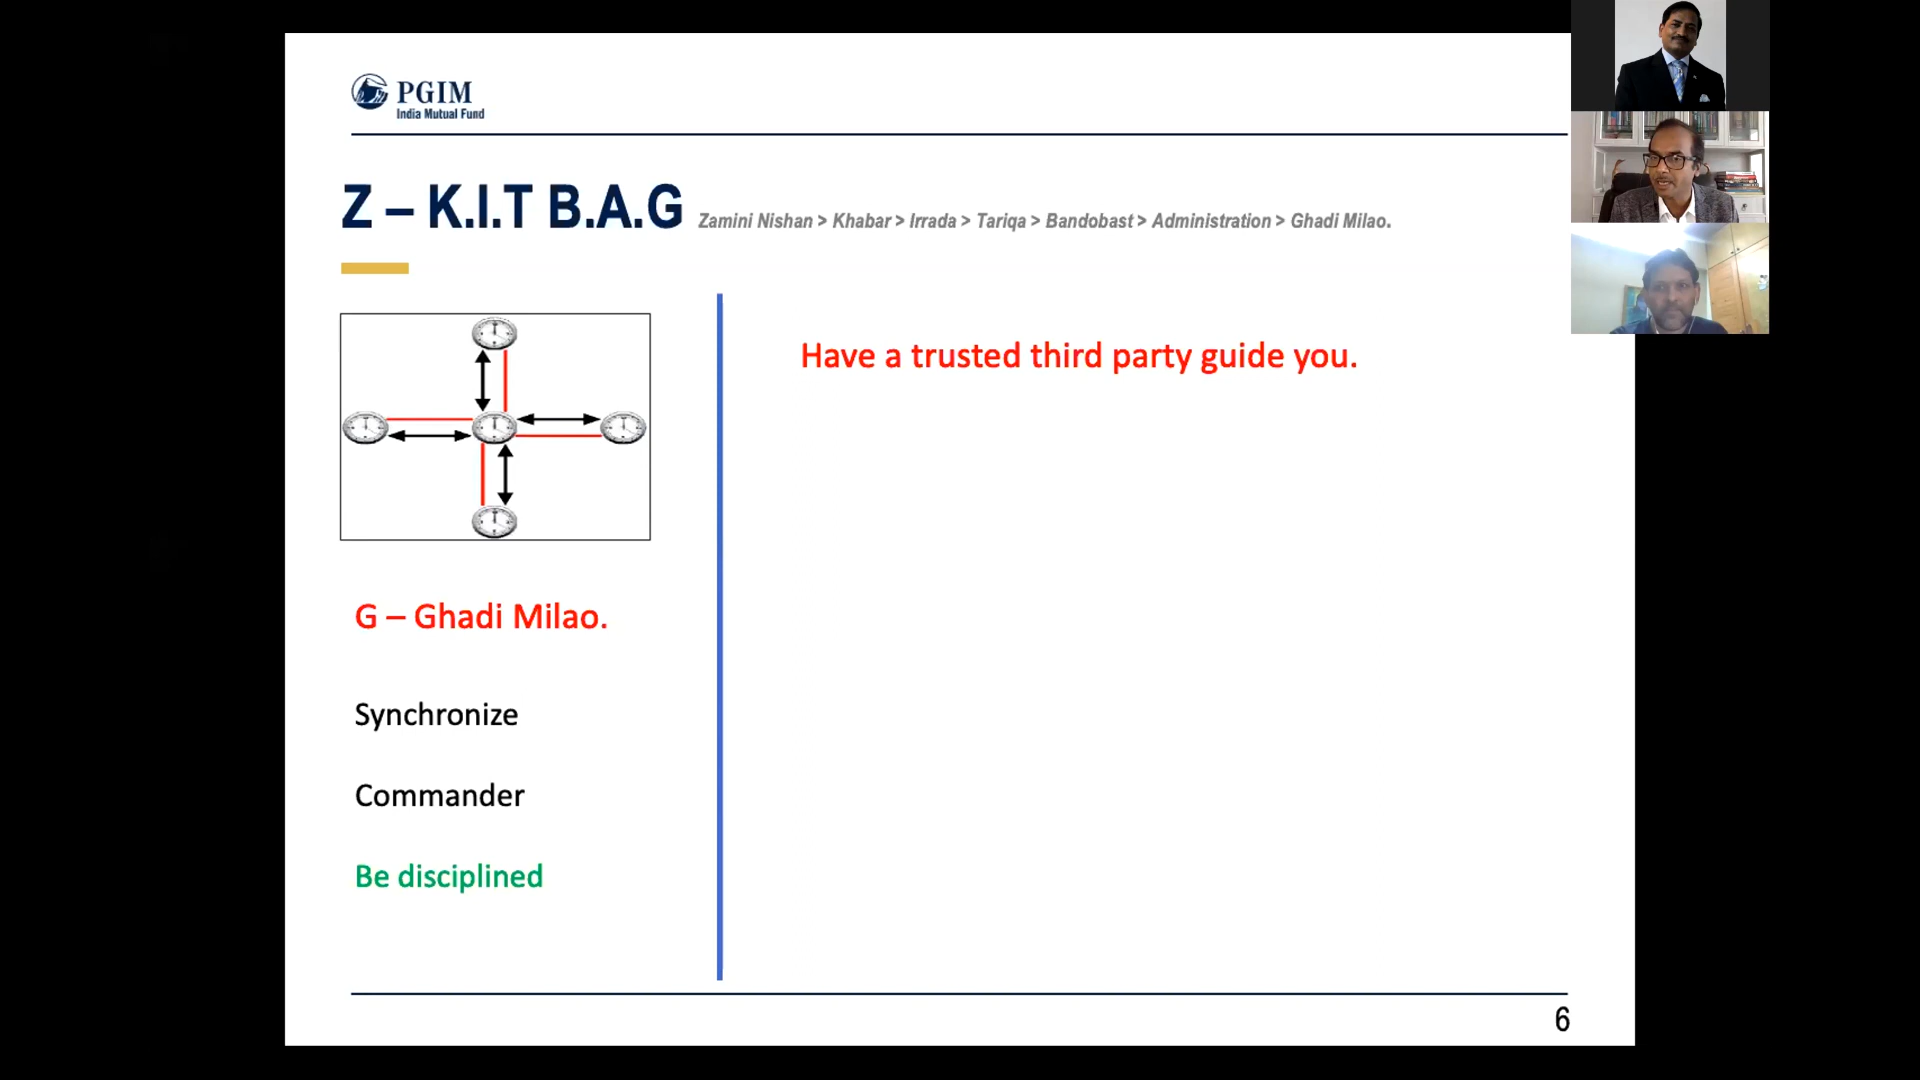 PGIM
India Mutual Fund
Z – K.I.T B.A.G Zamini Nishan > Khabar > Irrada > Tariqa > Bandobast > Administration > Ghadi Milao.
Have a trusted third party guide you.
G – Ghadi Milao.
Synchronize
Commander
Be disciplined
6